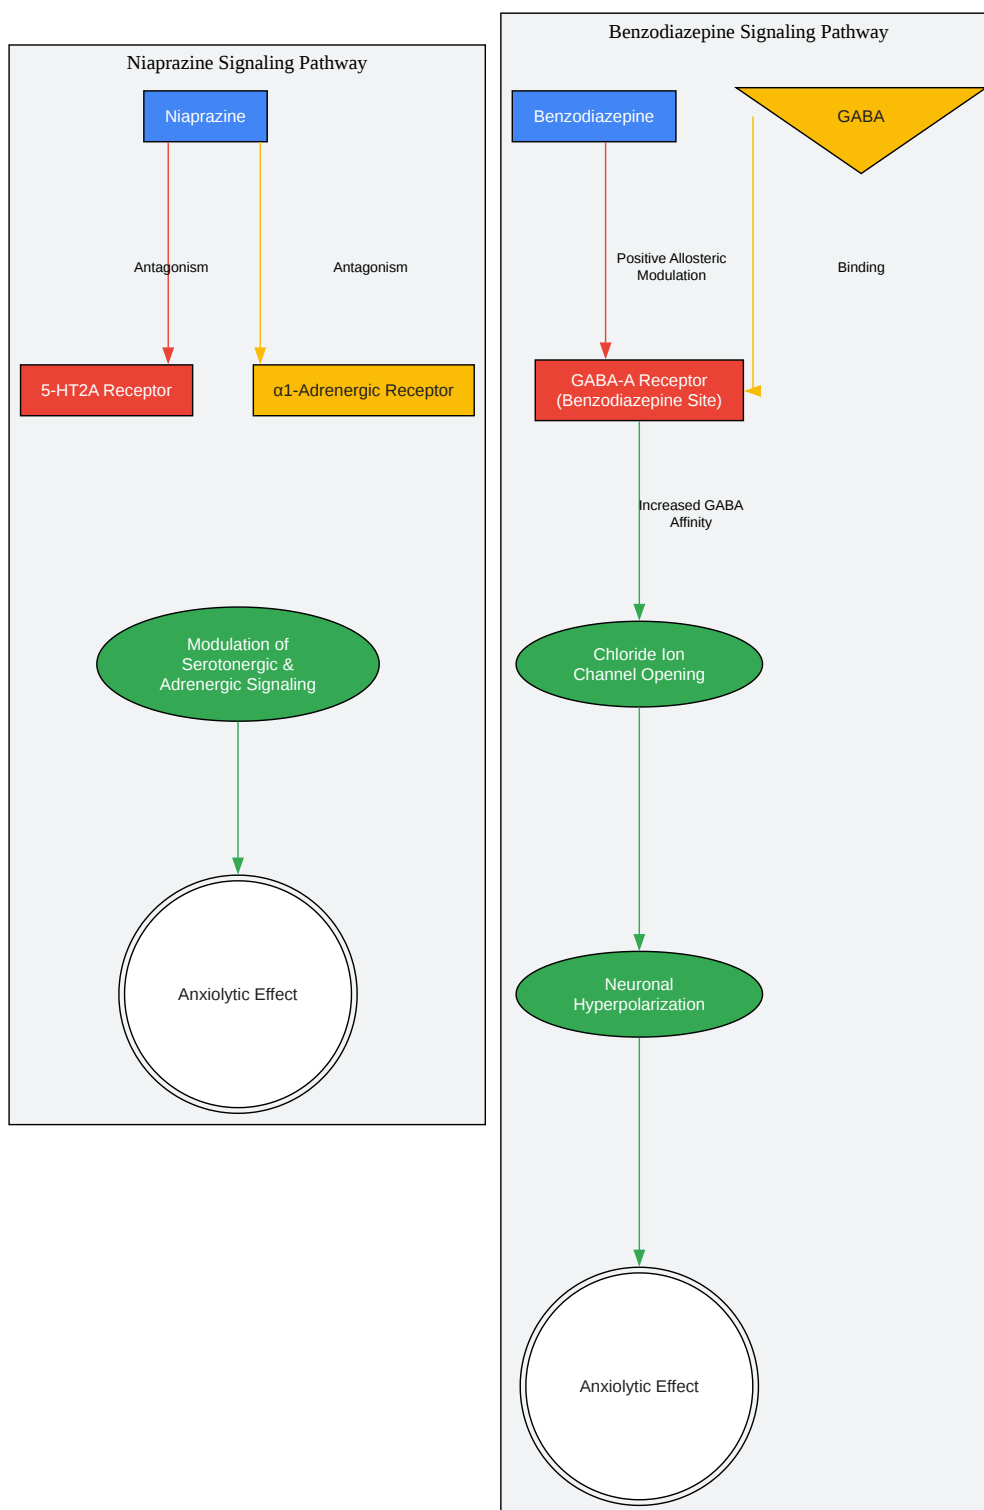 Niaprazine Signaling Pathway
Niaprazine
Antagonism
Antagonism
5-HT2A Receptor
α1-Adrenergic Receptor
Modulation of
Serotonergic &
Adrenergic Signaling
Anxiolytic Effect
Benzodiazepine Signaling Pathway
Benzodiazepine
GABA
Positive Allosteric
Modulation
Binding
GABA-A Receptor
(Benzodiazepine Site)
Increased GABA
Affinity
Chloride Ion
Channel Opening
Neuronal
Hyperpolarization
Anxiolytic Effect